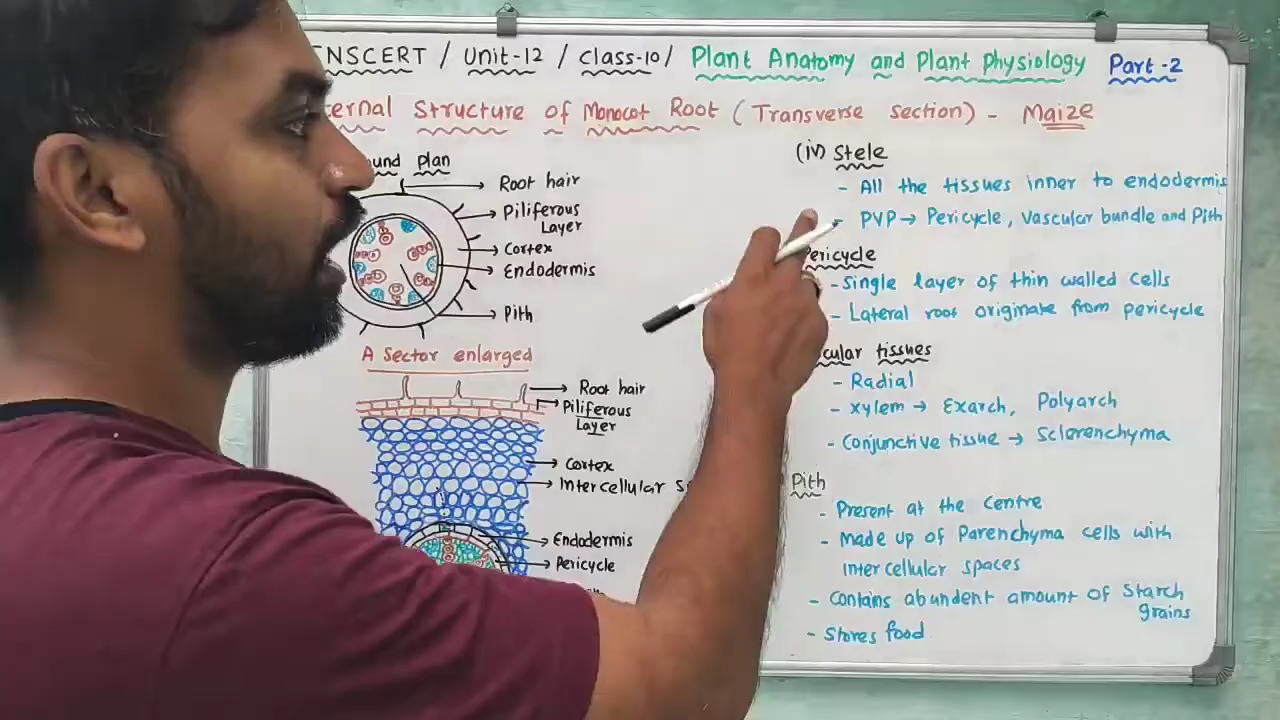 NSCERT / Unit-12 / Class-10/ Plant Anatomy and Plant Physiology Part-2
ternal Structure of Monocot Root (Transverse section) - Maize
und plan
Root hair
Piliferous
Layer
Cortex
Endodermis
Pith
A Sector enlarged
Root hair
Piliferous
Layer
Cortex
Intercellular s
Endodermis
Pericycle
(iv) Stele
- All the tissues inner to endodermis
- PVP → Pericycle, Vascular bundle and Pith
Pericycle
- Single layer of thin walled cells
- Lateral root originate from pericycle
cular tissues
- Radial
- Xylem → Exarch, Polyarch
- Conjunctive tissue → Sclerenchyma
Pith
- Present at the centre
- Made up of Parenchyma cells with
intercellular spaces
- Contains abundent amount of Starch
grains
- Stores food